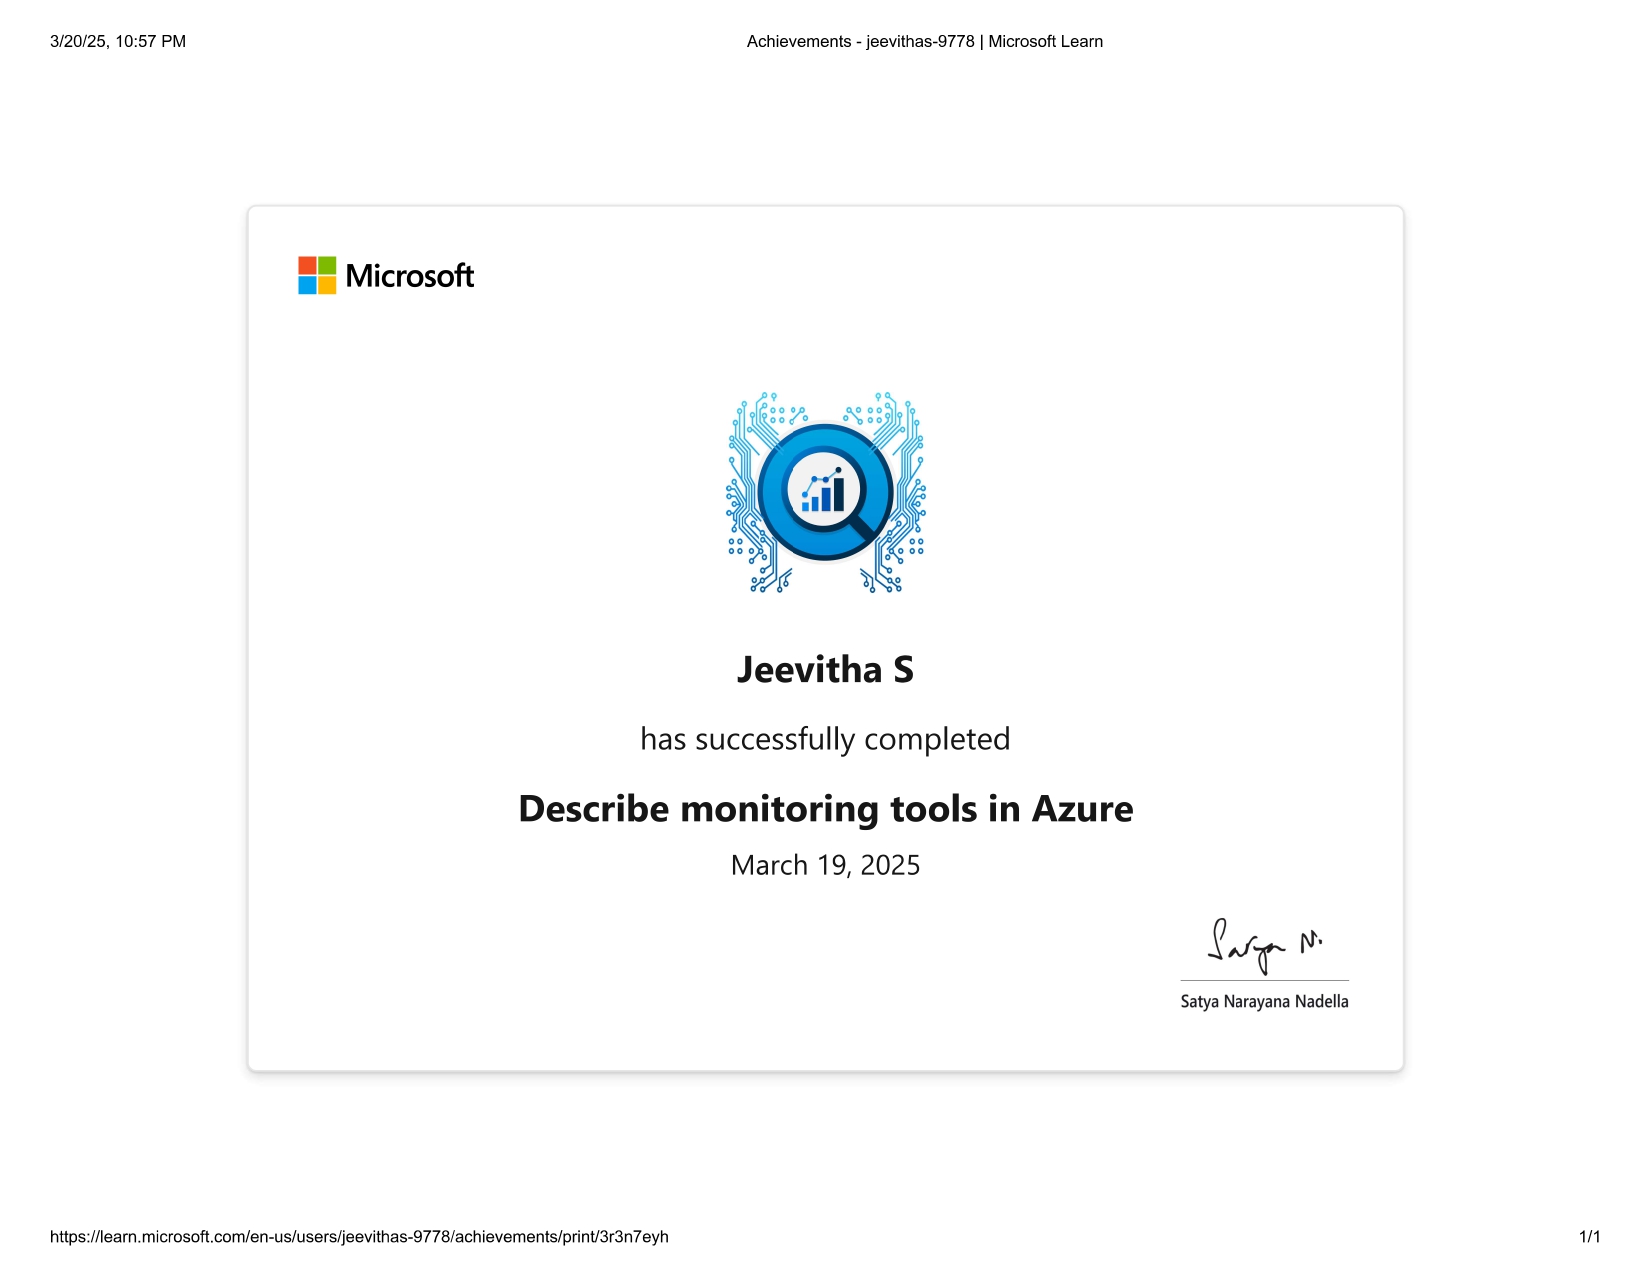 3/20/25, 10:57 PM
Achievements - jeevithas-9778 | Microsoft Learn
Microsoft
Jeevitha S
has successfully completed
Describe monitoring tools in Azure
March 19, 2025
Satya N.
Satya Narayana Nadella
https://learn.microsoft.com/en-us/users/jeevithas-9778/achievements/print/3r3n7eyh
1/1